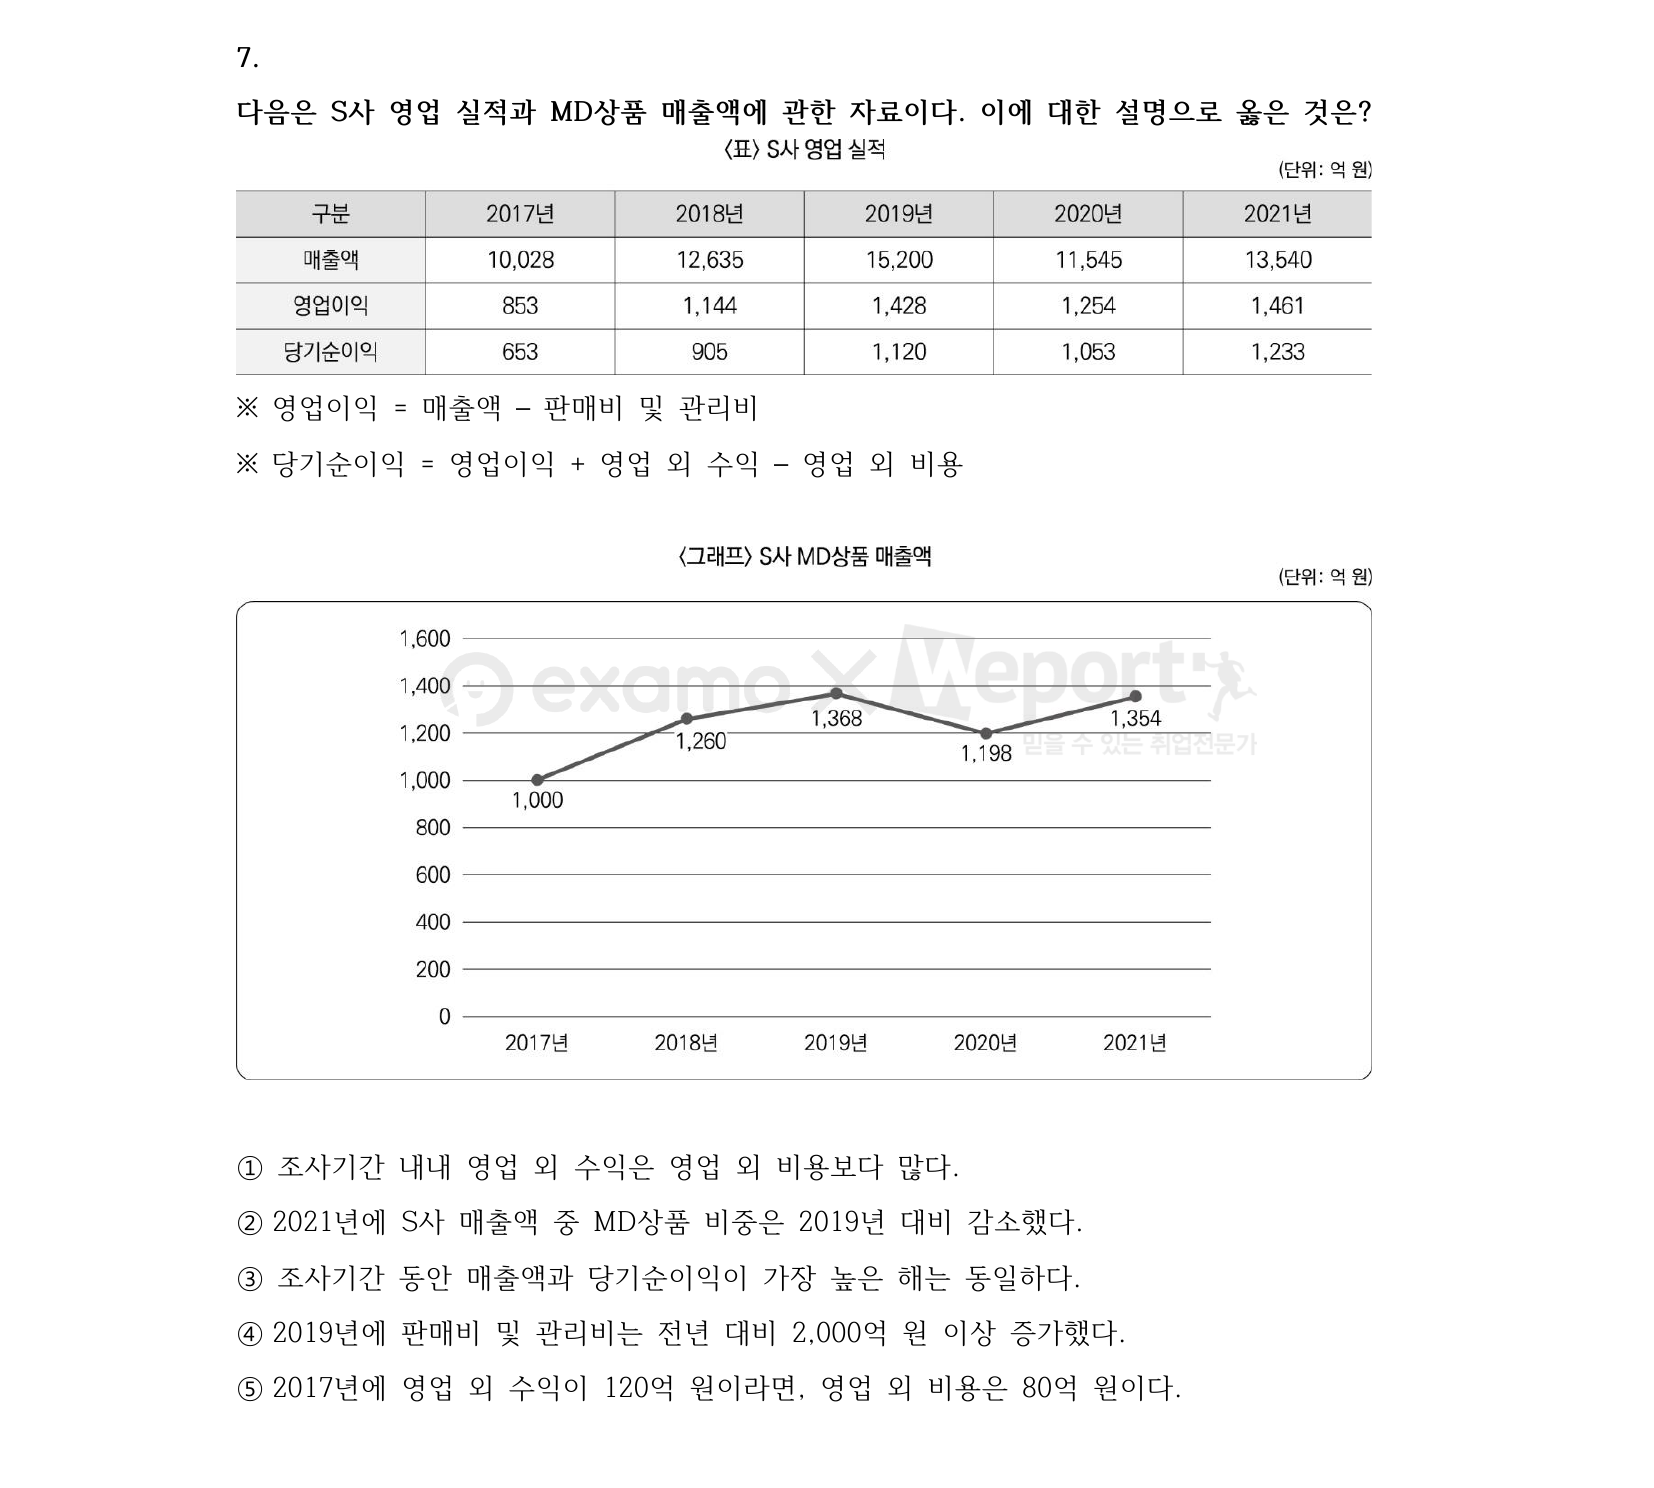 7.
다음은 S사 영업 실적과 MD상품 매출액에 관한 자료이다. 이에 대한 설명으로 옳은 것은?
〈표〉 S사 영업 실적
(단위: 억 원)
구분 2017년 2018년 2019년 2020년 2021년
매출액 10,028 12,635 15,200 11,545 13,540
영업이익 853 1,144 1,428 1,254 1,461
당기순이익 653 905 1,120 1,053 1,233
※ 영업이익 = 매출액 – 판매비 및 관리비
※ 당기순이익 = 영업이익 + 영업 외 수익 – 영업 외 비용
〈그래프〉 S사 MD상품 매출액
(단위: 억 원)
1,600
examo × Weport
1,400
1,368
1,354
1,200
1,260
1,198
믿을 수 있는 취업전문가
1,000
1,000
800
600
400
200
0
2017년 2018년 2019년 2020년 2021년
① 조사기간 내내 영업 외 수익은 영업 외 비용보다 많다.
② 2021년에 S사 매출액 중 MD상품 비중은 2019년 대비 감소했다.
③ 조사기간 동안 매출액과 당기순이익이 가장 높은 해는 동일하다.
④ 2019년에 판매비 및 관리비는 전년 대비 2,000억 원 이상 증가했다.
⑤ 2017년에 영업 외 수익이 120억 원이라면, 영업 외 비용은 80억 원이다.